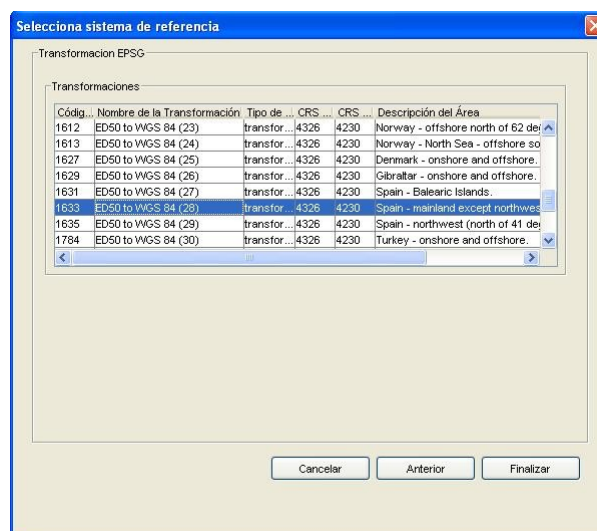 Selecciona sistema de referencia
Transformacion EPSG
Transformaciones
Códig... Nombre de la Transformación Tipo de ... CRS ... CRS ... Descripción del Área
1612 ED50 to WGS 84 (23) transfor... 4326 4230 Norway - offshore north of 62 de
1613 ED50 to WGS 84 (24) transfor... 4326 4230 Norway - North Sea - offshore so
1627 ED50 to WGS 84 (25) transfor... 4326 4230 Denmark - onshore and offshore.
1629 ED50 to WGS 84 (26) transfor... 4326 4230 Gibraltar - onshore and offshore.
1631 ED50 to WGS 84 (27) transfor... 4326 4230 Spain - Balearic Islands.
1633 ED50 to WGS 84 (28) transfor... 4326 4230 Spain - mainland except northwes
1635 ED50 to WGS 84 (29) transfor... 4326 4230 Spain - northwest (north of 41 de
1784 ED50 to WGS 84 (30) transfor... 4326 4230 Turkey - onshore and offshore.
Cancelar Anterior Finalizar